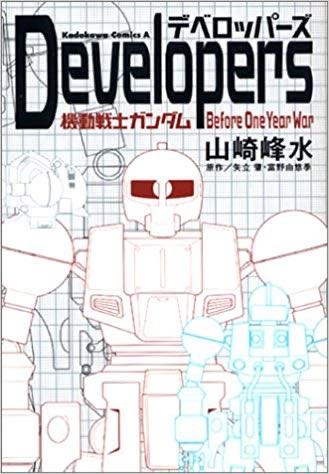 Kadokawa Comics A
デベロッパーズ
Developers
機動戦士ガンダム Before One Year War
山崎峰水
原作/矢立 肇・富野由悠季